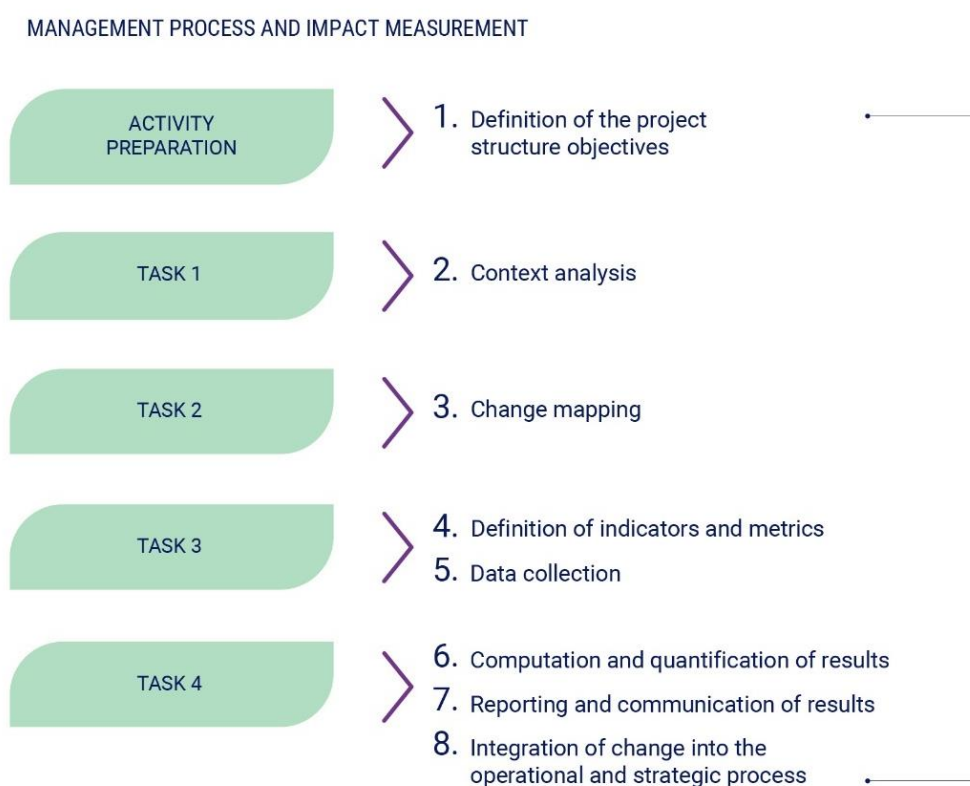 MANAGEMENT PROCESS AND IMPACT MEASUREMENT
ACTIVITY
PREPARATION
1. Definition of the project
structure objectives
TASK 1
2. Context analysis
TASK 2
3. Change mapping
TASK 3
4. Definition of indicators and metrics
5. Data collection
TASK 4
6. Computation and quantification of results
7. Reporting and communication of results
8. Integration of change into the
operational and strategic process